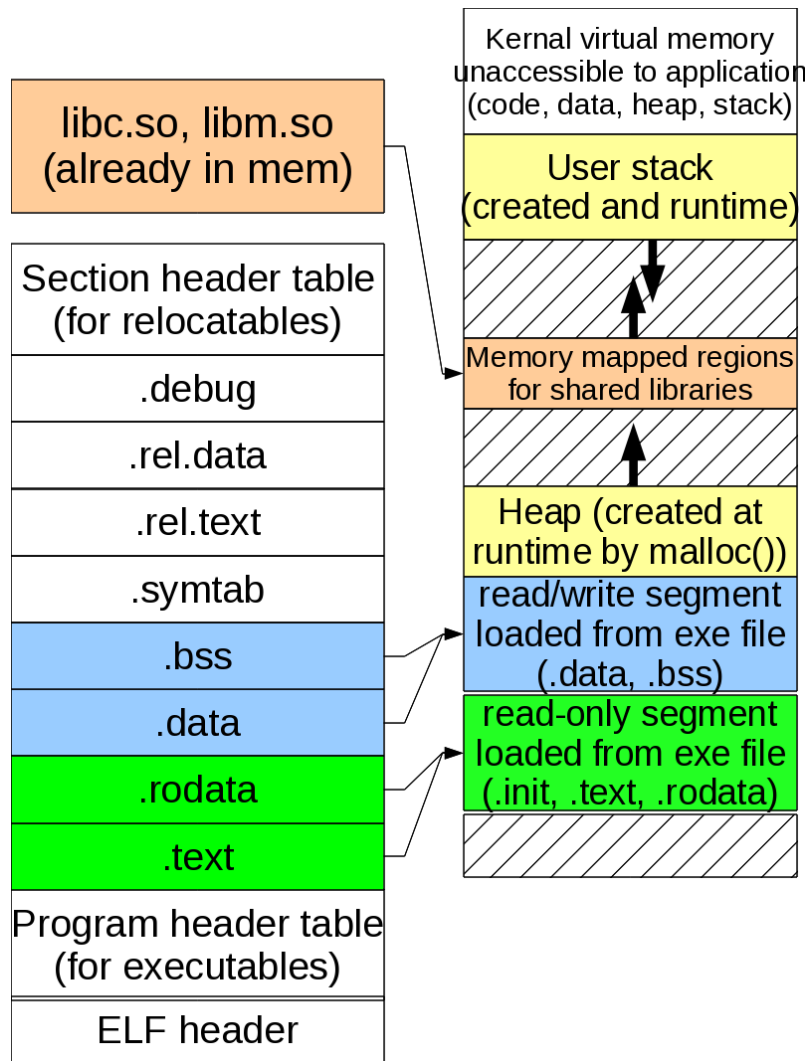 libc.so, libm.so
(already in mem)
Section header table
(for relocatables)
.debug
.rel.data
.rel.text
.symtab
.bss
.data
.rodata
.text
Program header table
(for executables)
ELF header
Kernal virtual memory
unaccessible to application
(code, data, heap, stack)
User stack
(created and runtime)
Memory mapped regions
for shared libraries
Heap (created at
runtime by malloc())
read/write segment
loaded from exe file
(.data, .bss)
read-only segment
loaded from exe file
(.init, .text, .rodata)